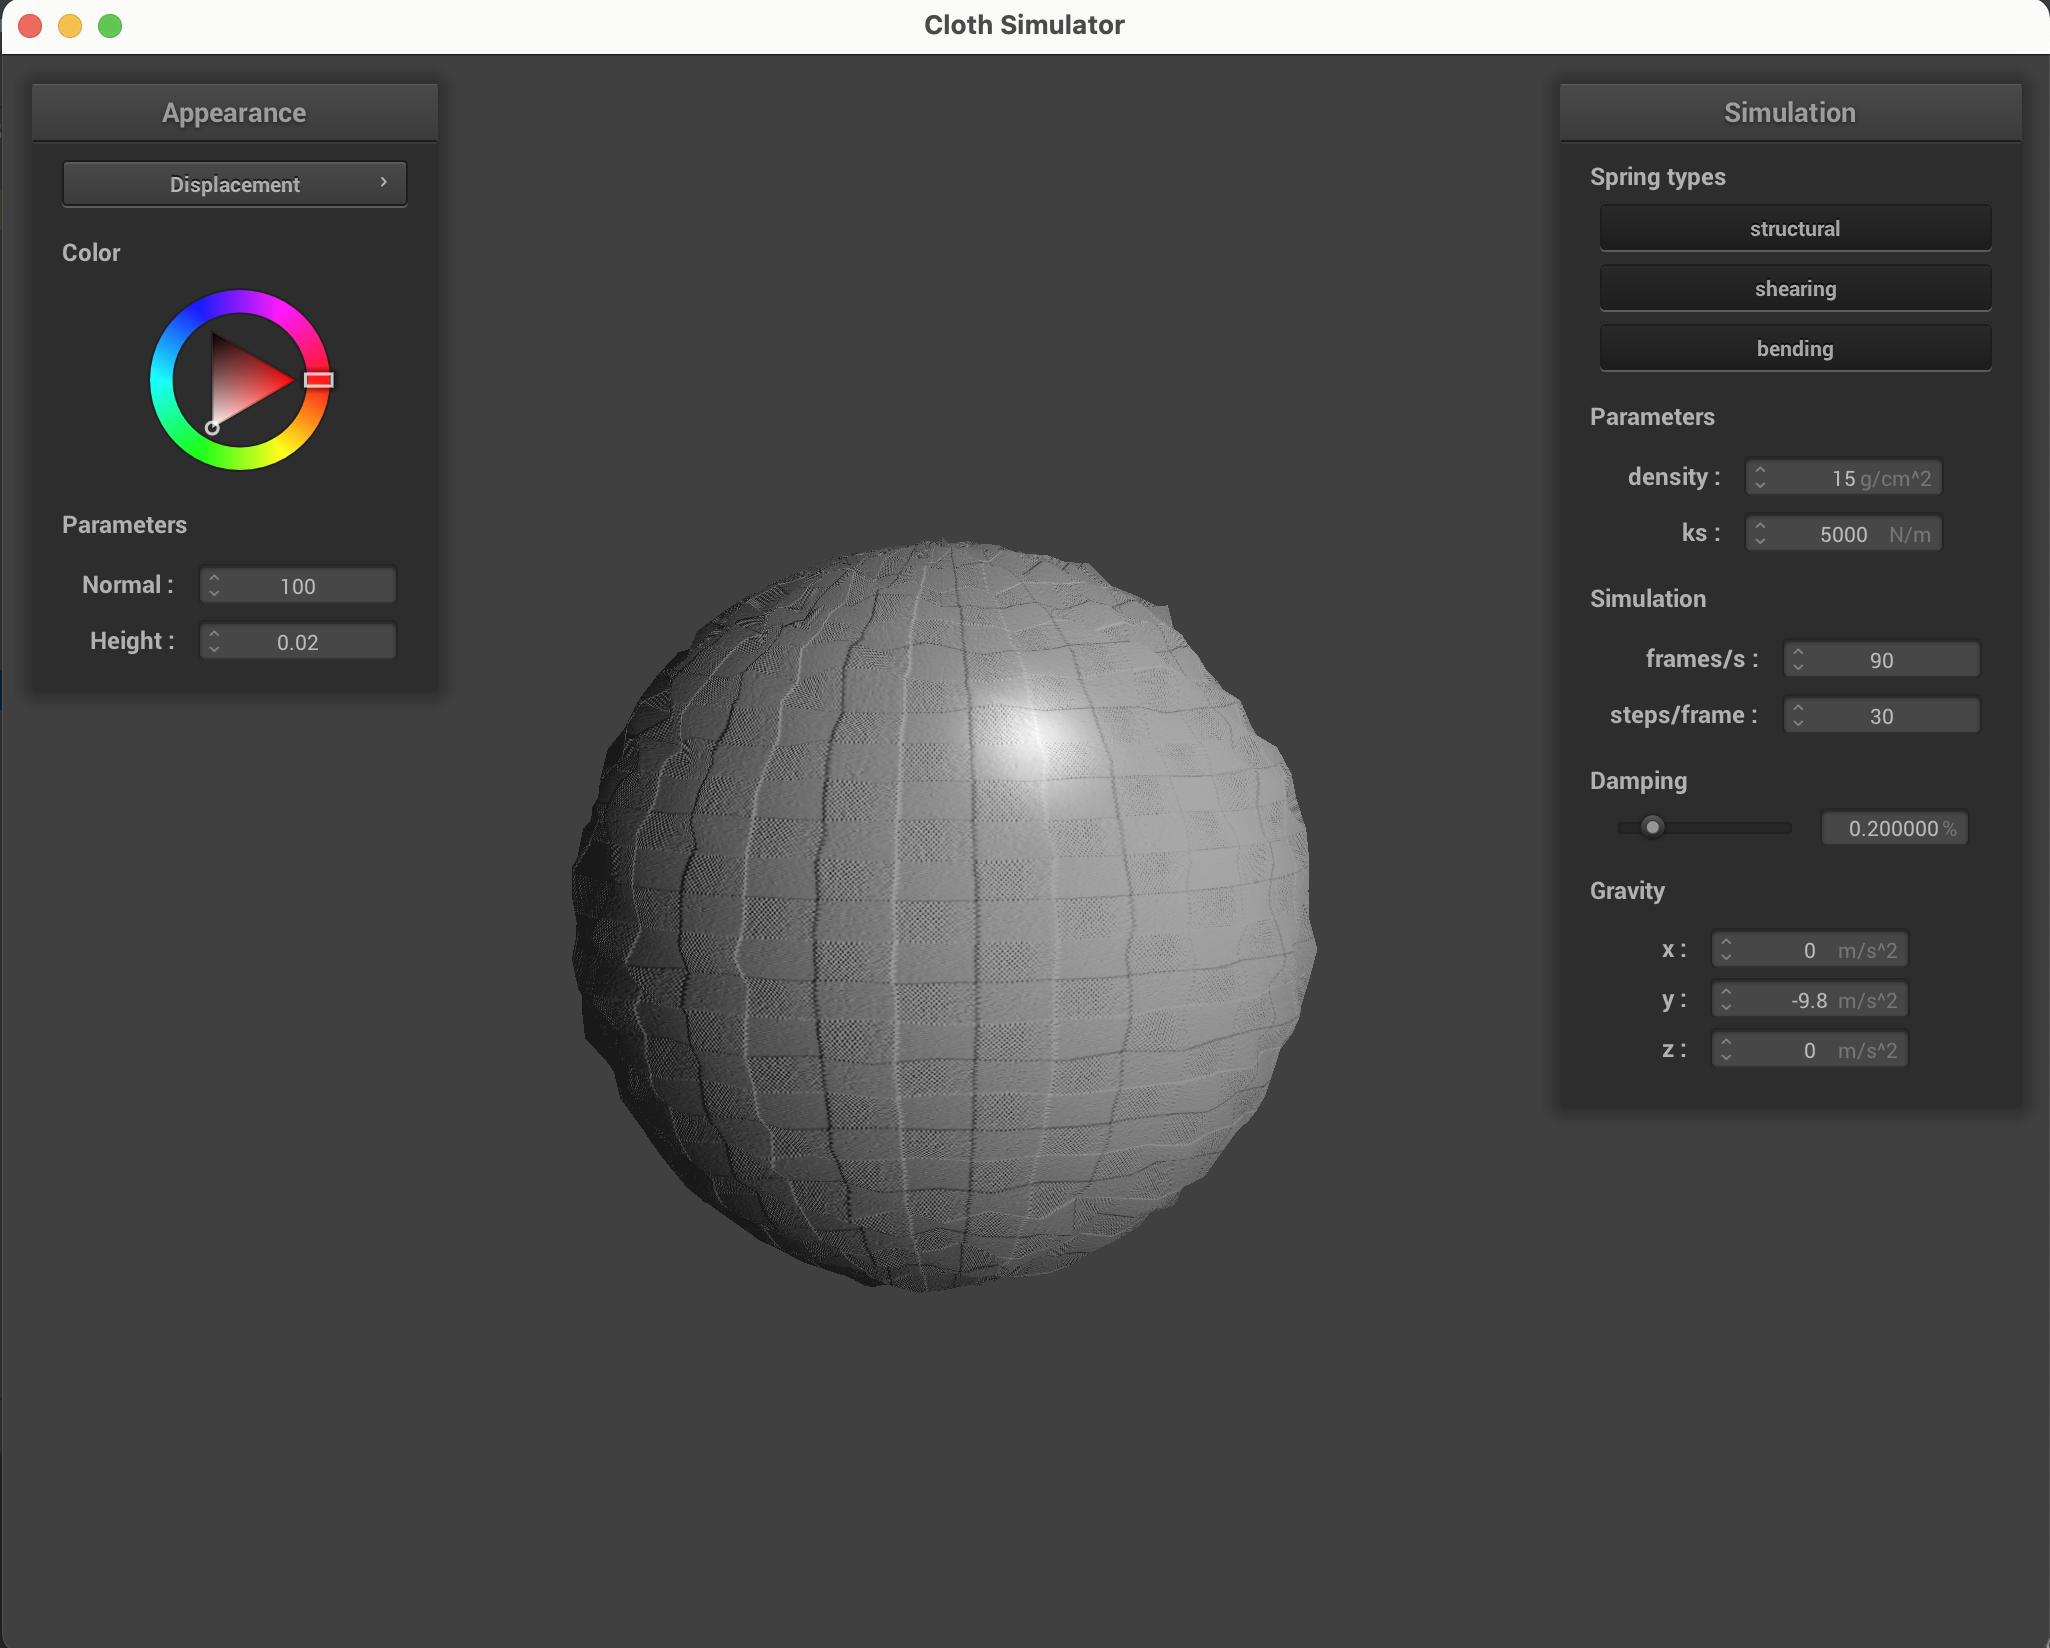 Cloth Simulator
Appearance
Displacement
Color
Parameters
Normal : 100
Height : 0.02
Simulation
Spring types
structural
shearing
bending
Parameters
density : 15 g/cm^2
ks : 5000 N/m
Simulation
frames/s : 90
steps/frame : 30
Damping
0.200000 %
Gravity
x : 0 m/s^2
y : -9.8 m/s^2
z : 0 m/s^2